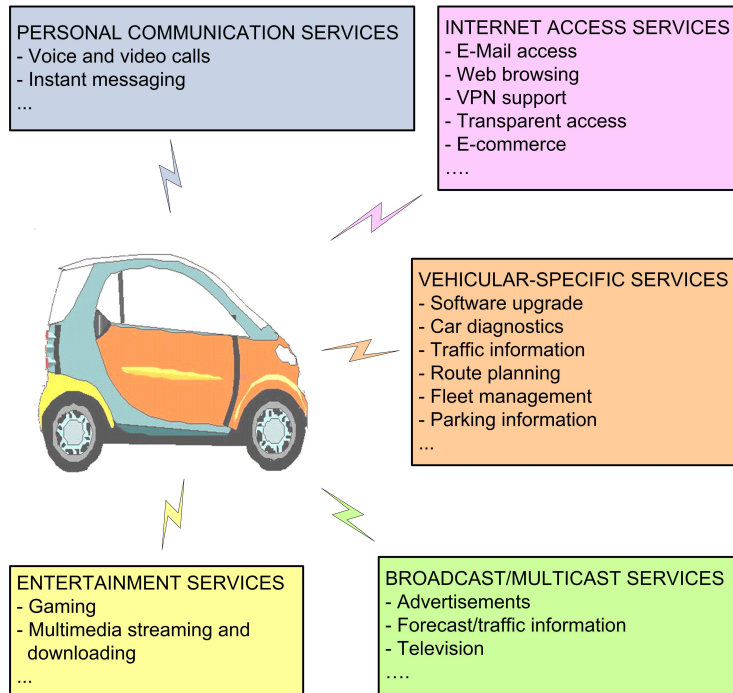 PERSONAL COMMUNICATION SERVICES
- Voice and video calls
- Instant messaging
...
INTERNET ACCESS SERVICES
- E-Mail access
- Web browsing
- VPN support
- Transparent access
- E-commerce
....
VEHICULAR-SPECIFIC SERVICES
- Software upgrade
- Car diagnostics
- Traffic information
- Route planning
- Fleet management
- Parking information
...
ENTERTAINMENT SERVICES
- Gaming
- Multimedia streaming and
downloading
...
BROADCAST/MULTICAST SERVICES
- Advertisements
- Forecast/traffic information
- Television
....